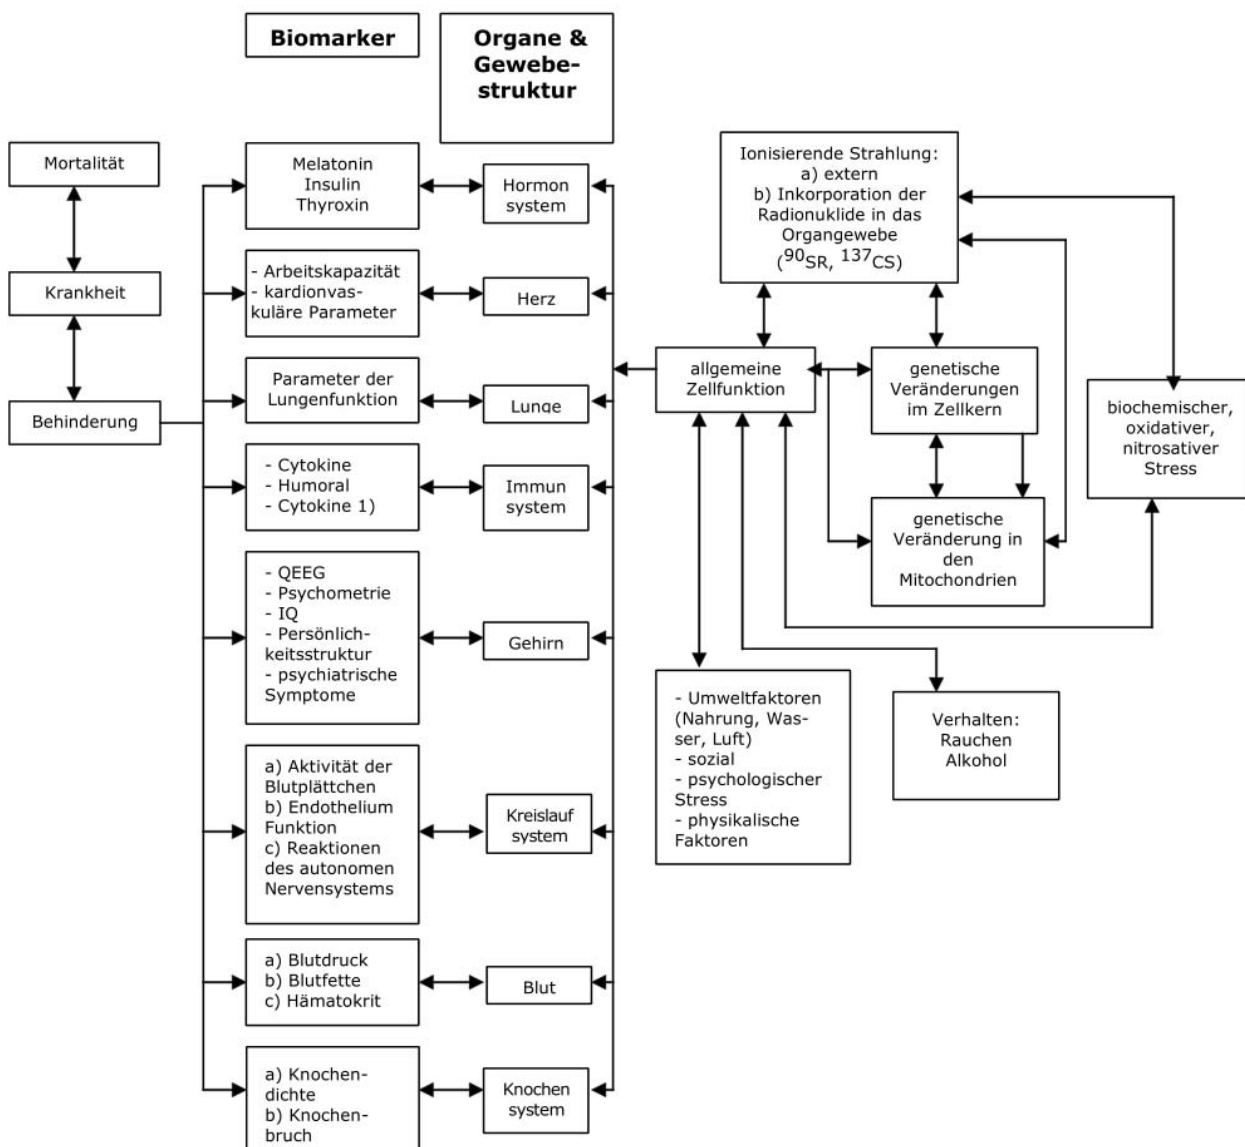 Biomarker
Organe &
Gewebe-
struktur
Mortalität
Krankheit
Behinderung
Melatonin
Insulin
Thyroxin
Hormon
system
- Arbeitskapazität
- kardionvas-
kuläre Parameter
Herz
Parameter der
Lungenfunktion
Lunge
- Cytokine
- Humoral
- Cytokine 1)
Immun
system
- QEEG
- Psychometrie
- IQ
- Persönlich-
keitsstruktur
- psychiatrische
Symptome
Gehirn
a) Aktivität der
Blutplättchen
b) Endothelium
Funktion
c) Reaktionen
des autonomen
Nervensystems
Kreislauf
system
a) Blutdruck
b) Blutfette
c) Hämatokrit
Blut
a) Knochen-
dichte
b) Knochen-
bruch
Knochen
system
Ionisierende Strahlung:
a) extern
b) Inkorporation der
Radionuklide in das
Organgewebe
(⁹⁰SR, ¹³⁷CS)
allgemeine
Zellfunktion
genetische
Veränderungen
im Zellkern
biochemischer,
oxidativer,
nitrosativer
Stress
genetische
Veränderung in
den
Mitochondrien
- Umweltfaktoren
(Nahrung, Was-
ser, Luft)
- sozial
- psychologischer
Stress
- physikalische
Faktoren
Verhalten:
Rauchen
Alkohol